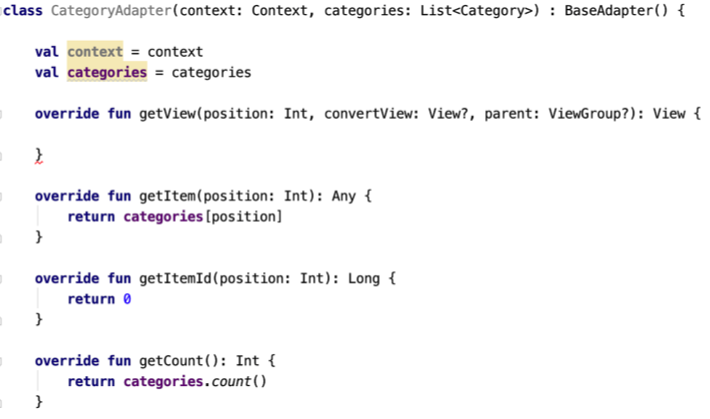 class CategoryAdapter(context: Context, categories: List<Category>) : BaseAdapter() {
val context = context
val categories = categories
override fun getView(position: Int, convertView: View?, parent: ViewGroup?): View {
}
override fun getItem(position: Int): Any {
return categories[position]
}
override fun getItemId(position: Int): Long {
return 0
}
override fun getCount(): Int {
return categories.count()
}